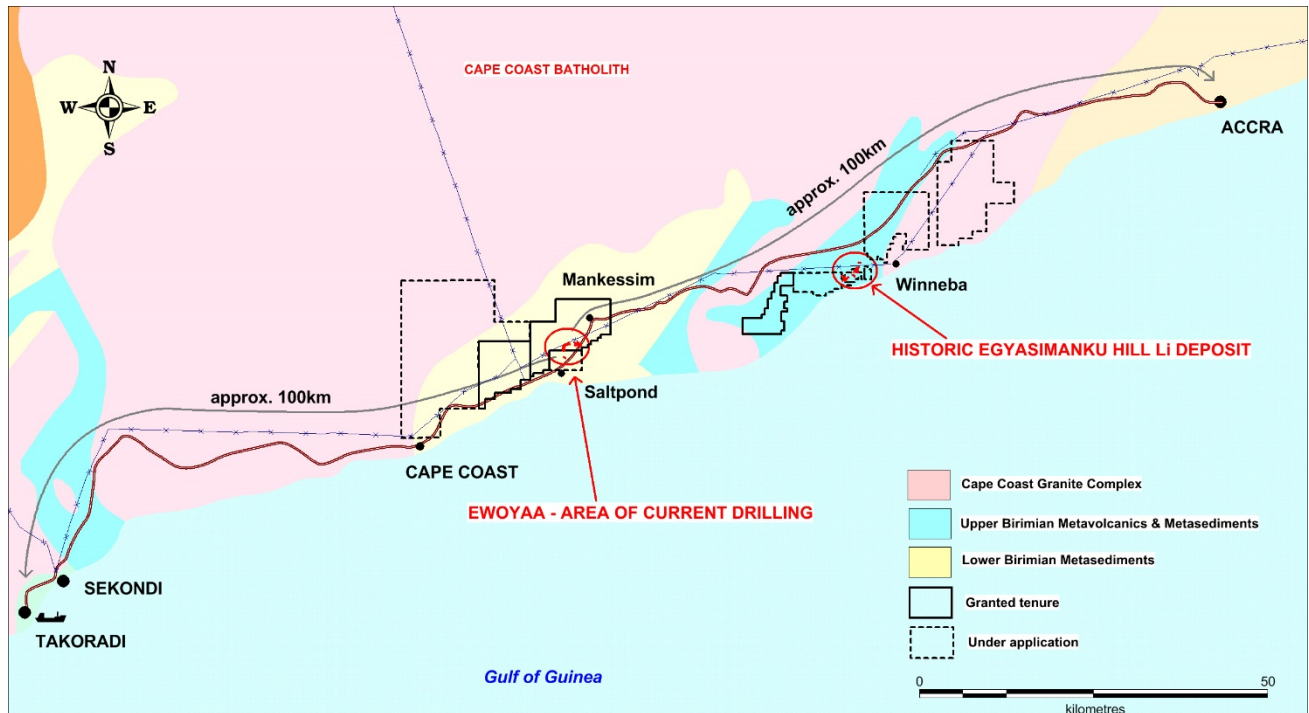 CAPE COAST BATHOLITH
N
W
E
S
ACCRA
approx. 100km
Mankessim
Winneba
HISTORIC EGYASIMANKU HILL Li DEPOSIT
Saltpond
approx. 100km
CAPE COAST
EWOYAA - AREA OF CURRENT DRILLING
SEKONDI
TAKORADI
Gulf of Guinea
Cape Coast Granite Complex
Upper Birimian Metavolcanics & Metasediments
Lower Birimian Metasediments
Granted tenure
Under application
0
50
kilometres